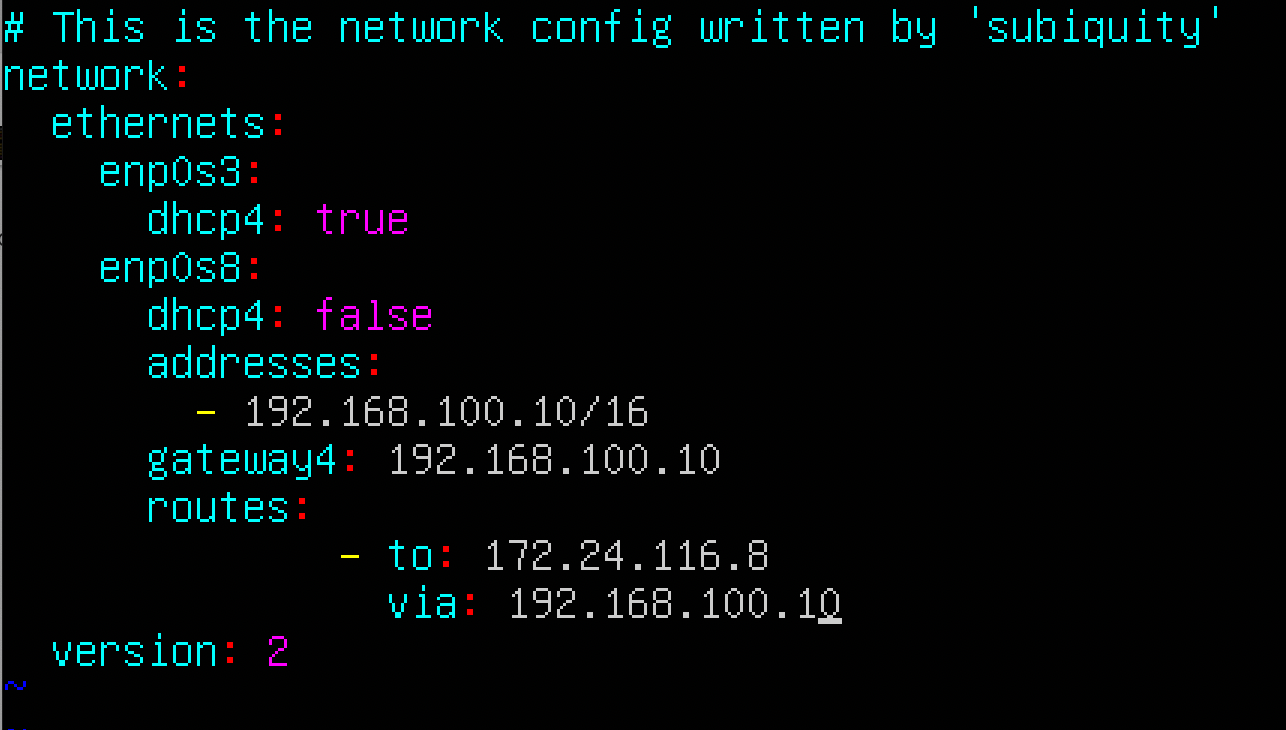 # This is the network config written by 'subiquity'
network:
  ethernets:
    enp0s3:
      dhcp4: true
    enp0s8:
      dhcp4: false
      addresses:
        - 192.168.100.10/16
      gateway4: 192.168.100.10
      routes:
              - to: 172.24.116.8
                via: 192.168.100.10
  version: 2
~